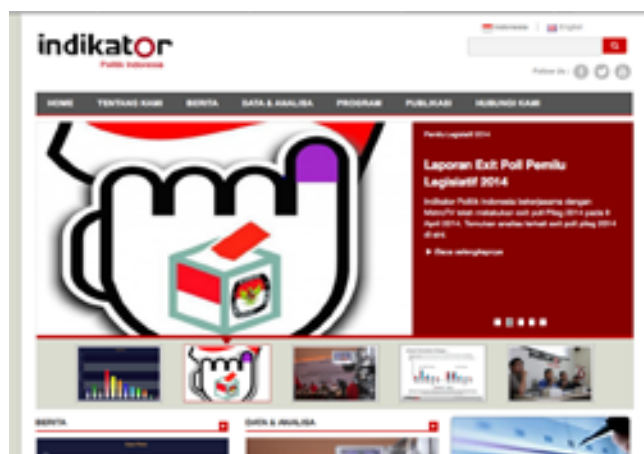 Indonesia | English
indikator
Politik Indonesia
Follow Us :
HOME TENTANG KAMI BERITA DATA & ANALISA PROGRAM PUBLIKASI HUBUNGI KAMI
Pemilu Legislatif 2014
Laporan Exit Poll Pemilu
Legislatif 2014
Indikator Politik Indonesia bekerjasama dengan
MetroTV telah melakukan exit poll Pileg 2014 pada 9
April 2014. Temukan analisa terkait exit poll pileg 2014
di sini.
Baca selengkapnya
BERITA
DATA & ANALISA